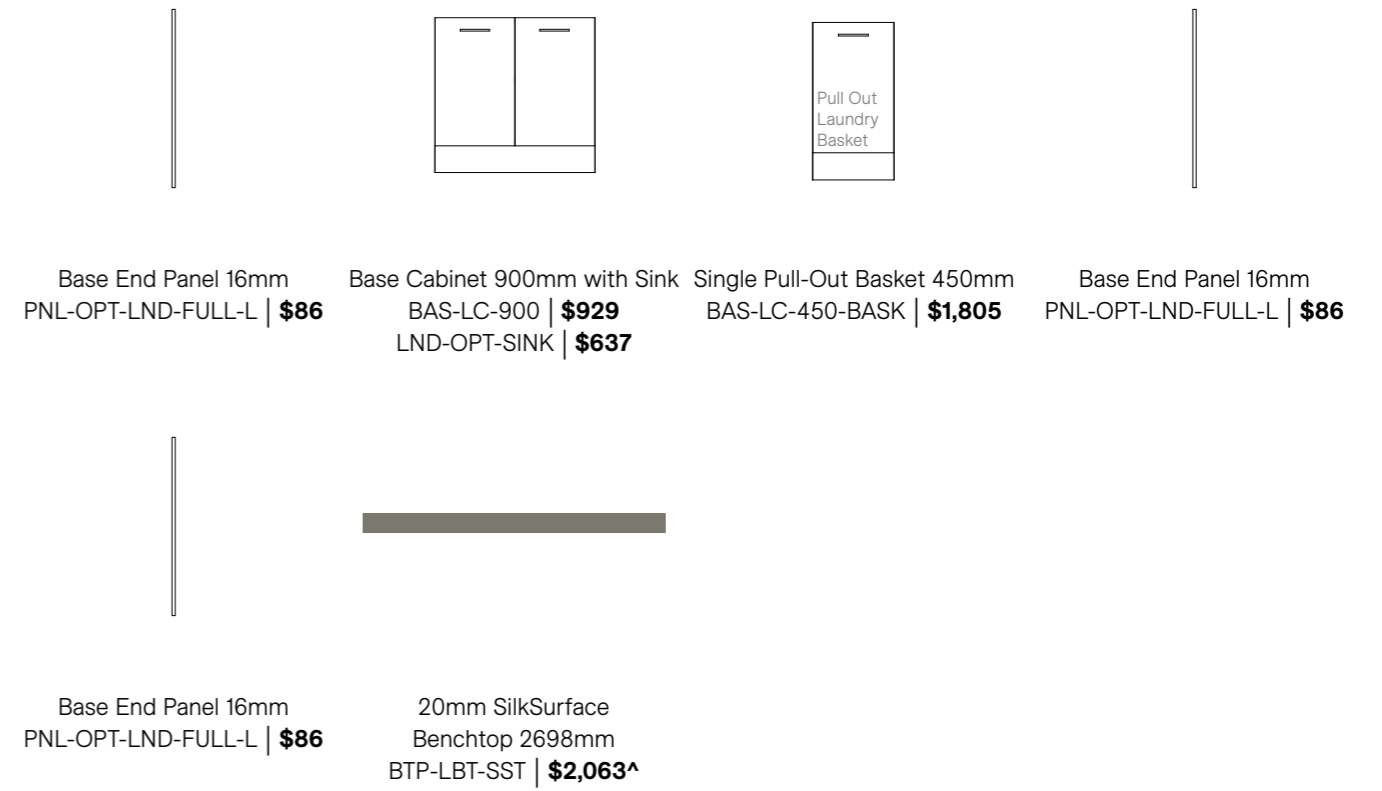 Pull Out
Laundry
Basket
Base End Panel 16mm
PNL-OPT-LND-FULL-L | $86
Base Cabinet 900mm with Sink
BAS-LC-900 | $929
LND-OPT-SINK | $637
Single Pull-Out Basket 450mm
BAS-LC-450-BASK | $1,805
Base End Panel 16mm
PNL-OPT-LND-FULL-L | $86
Base End Panel 16mm
PNL-OPT-LND-FULL-L | $86
20mm SilkSurface
Benchtop 2698mm
BTP-LBT-SST | $2,063^